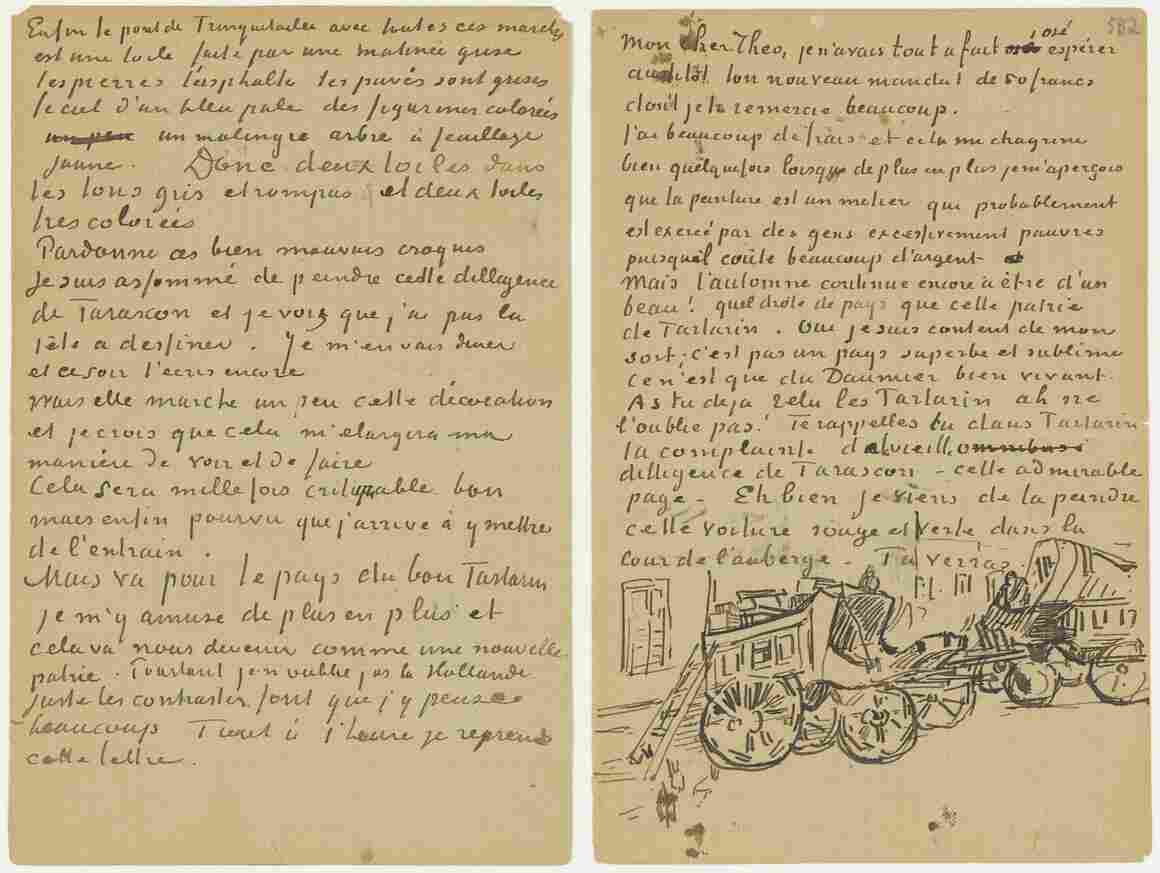 Enfin le pont de Trinquetailles avec toutes ces marches
est une toile faite par une matinée grise
les pierres l'asphalte les pavés sont grises
le ciel d'un bleu pale des figurines colorées
un peu un malingre arbre à feuillage
jaune. Donc deux toiles dans
les tons gris et rompus et deux toiles
tres colorées
Pardonne ces bien mauvais croquis
Je suis assommé de peindre cette dilligence
de Tarascon et je vois que j'ai pas la
tête a dessiner. Je m'en vais diner
et ce soir t'écris encore
Mais elle marche un peu cette décoration
et je crois que cela m'élargira ma
manière de voir et de faire
Cela sera mille fois critiquable bon
mais enfin pourvu que j'arrive à y mettre
de l'entrain.
Mais va pour le pays du bon Tartarin
je m'y amuse de plus en plus et
cela va nous devenir comme une nouvelle
patrie. Pourtant je n'oublie pas la Hollande
juste les contrastes font que j'y pense
beaucoup Tout à l'heure je reprends
cette lettre.
582
Mon cher Theo, je n'avais tout a fait osé espérer
aussitôt ton nouveau mandat de 50 francs
dont je te remercie beaucoup.
J'ai beaucoup de frais et cela me chagrine
bien quelquefois lorsque de plus en plus je m'aperçois
que la peinture est un metier qui probablement
est exercé par des gens excessivement pauvres
puisqu'il coûte beaucoup d'argent
Mais l'automne continue encore à être d'un
beau! quel drôle de pays que cette patrie
de Tartarin. Oui je suis content de mon
sort; c'est pas un pays superbe et sublime
ce n'est que du Daumier bien vivant.
As tu deja relu les Tartarin ah ne
l'oublie pas! Te rappelles tu dans Tartarin
la complainte de la vieille omnibus
dilligence de Tarascon – cette admirable
page – Eh bien je viens de la peindre
cette voiture rouge et verte dans la
cour de l'auberge – Tu verras.